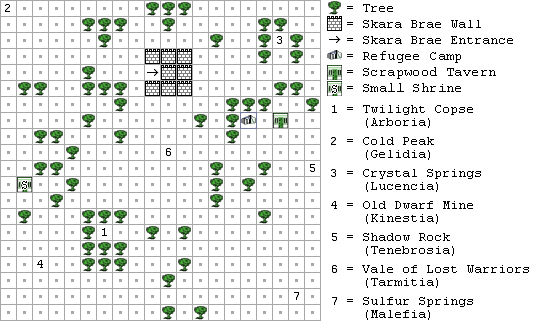 2
= Tree
= Skara Brae Wall
3
→ = Skara Brae Entrance
= Refugee Camp
→
= Scrapwood Tavern
S = Small Shrine
1 = Twilight Copse
(Arboria)
2 = Cold Peak
(Gelidia)
6
5
3 = Crystal Springs
(Lucencia)
S
4 = Old Dwarf Mine
(Kinestia)
1
5 = Shadow Rock
(Tenebrosia)
4
6 = Vale of Lost Warriors
(Tarmitia)
7
7 = Sulfur Springs
(Malefia)